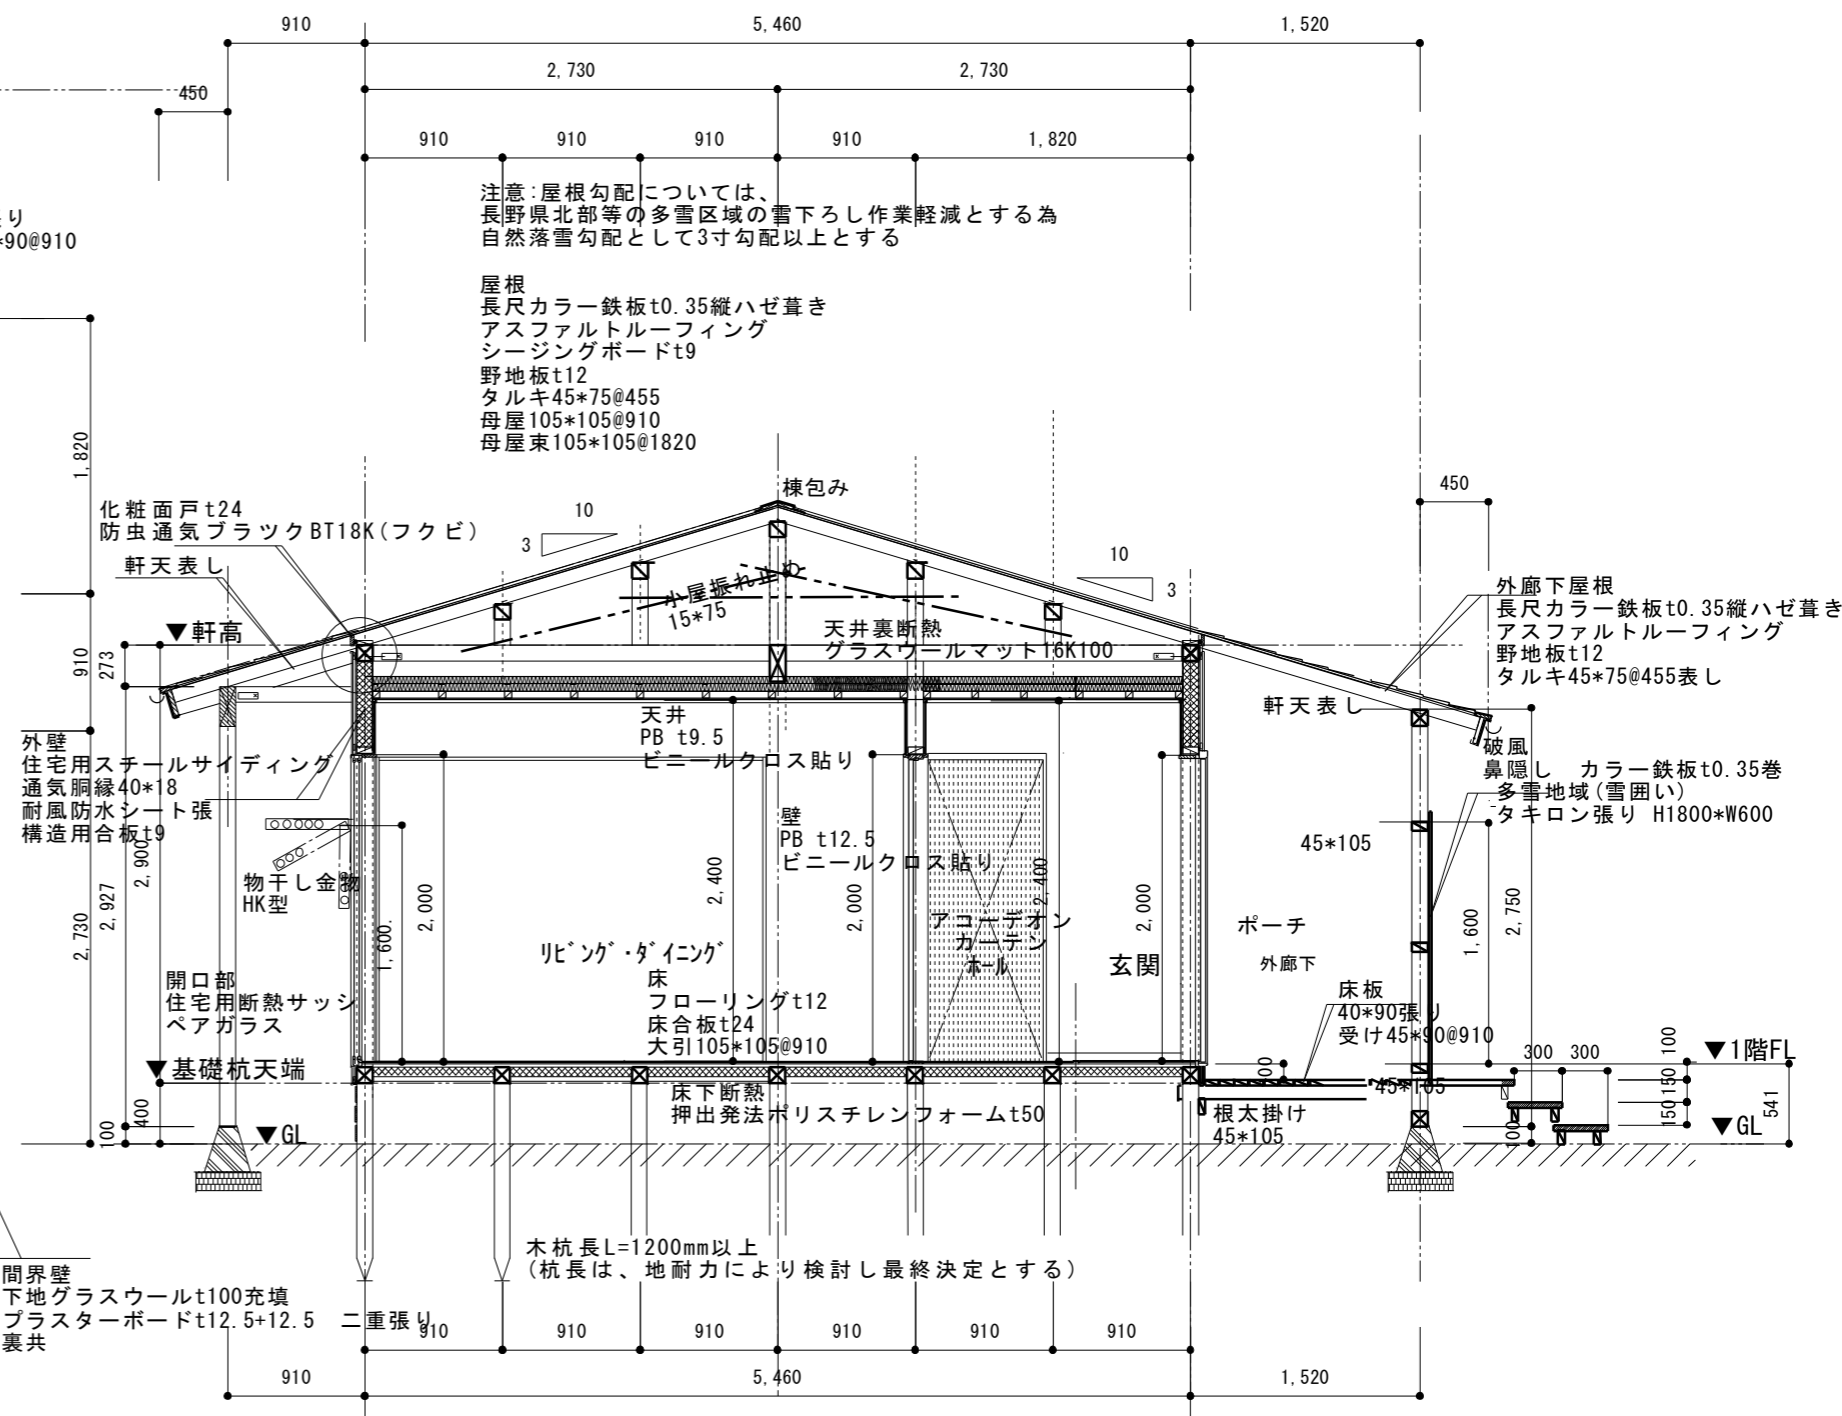 910
5,460
1,520
2,730
2,730
450
910
910
910
910
1,820
り
*90@910
注意:屋根勾配については、
長野県北部等の多雪区域の雪下ろし作業軽減とする為
自然落雪勾配として3寸勾配以上とする
屋根
長尺カラー鉄板t0.35縦ハゼ葺き
アスファルトルーフィング
シージングボードt9
野地板t12
タルキ45*75@455
母屋105*105@910
母屋束105*105@1820
1,820
化粧面戸t24
防虫通気ブラツクBT18K(フクビ)
軒天表し
棟包み
10
3
10
3
450
小屋振れ止め
15*75
天井裏断熱
グラスウールマット16K100
外廊下屋根
長尺カラー鉄板t0.35縦ハゼ葺き
アスファルトルーフィング
野地板t12
タルキ45*75@455表し
▼軒高
910
273
軒天表し
天井
PB t9.5
ビニールクロス貼り
外壁
住宅用スチールサイディング
通気胴縁40*18
耐風防水シート張
構造用合板t9
破風
鼻隠し カラー鉄板t0.35巻
多雪地域(雪囲い)
タキロン張り H1800*W600
壁
PB t12.5
ビニールクロス貼り
45*105
物干し金物
HK型
2,730
2,927
2,900
1,600
2,000
2,400
2,000
2,400
2,000
1,600
2,750
アコーデオン
カーテン
ホール
玄関
ポーチ
外廊下
リビング・ダイニング
床
フローリングt12
床合板t24
大引105*105@910
開口部
住宅用断熱サッシ
ペアガラス
床板
40*90張り
受け45*90@910
300
300
100
▼1階FL
▼基礎杭天端
床下断熱
押出発法ポリスチレンフォームt50
45*105
根太掛け
45*105
150
150
541
100
400
100
▼GL
▼GL
木杭長L=1200mm以上
(杭長は、地耐力により検討し最終決定とする)
間界壁
下地グラスウールt100充填
プラスターボードt12.5+12.5 二重張り
裏共
910
910
910
910
910
910
910
5,460
1,520